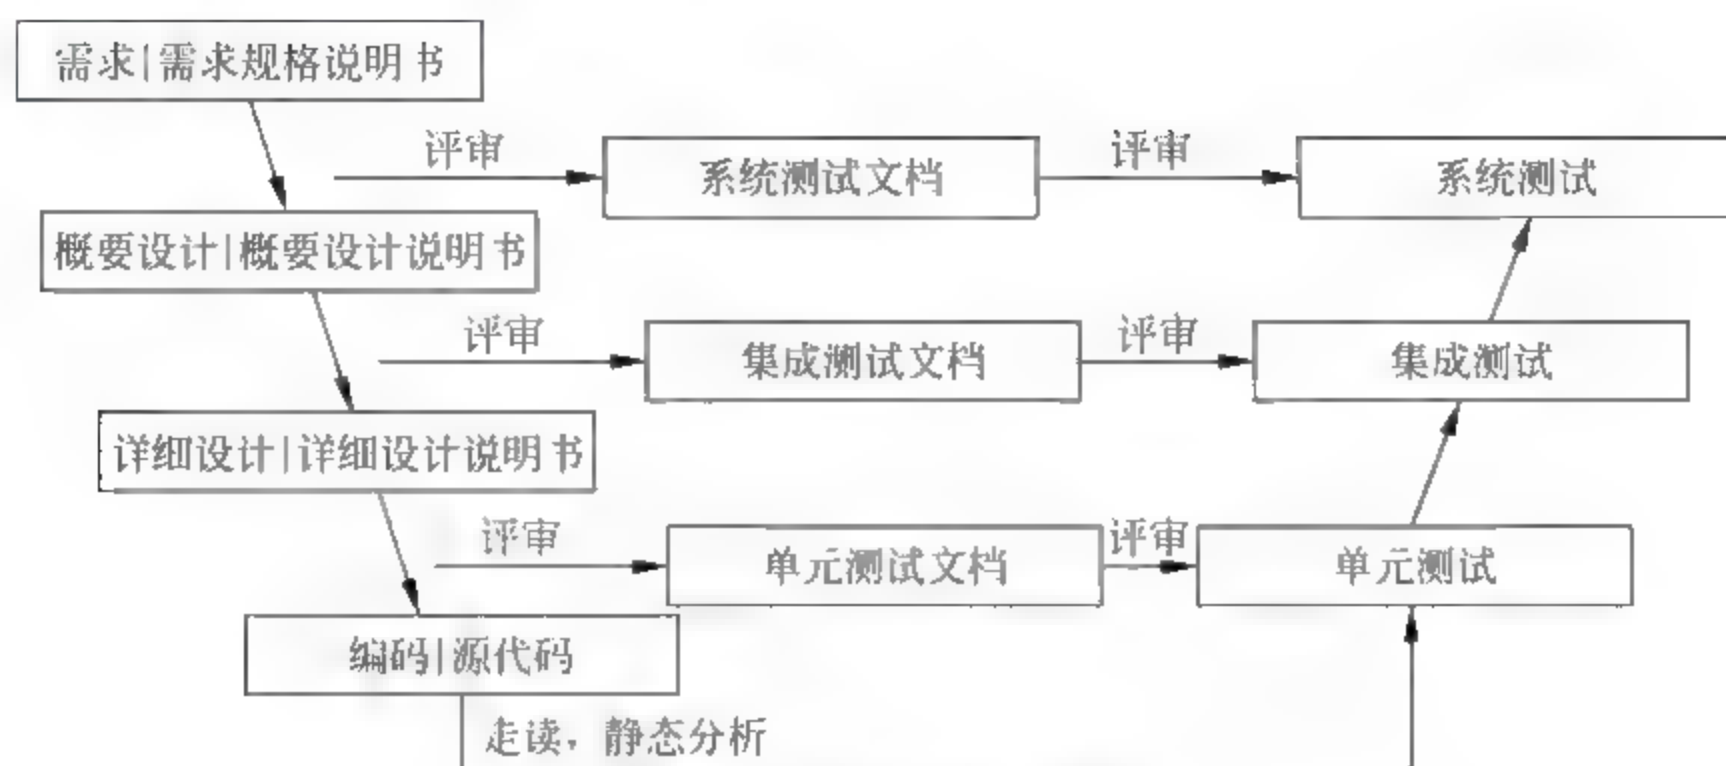 需求|需求规格说明书
评审
评审
系统测试文档
系统测试
概要设计|概要设计说明书
评审
评审
集成测试文档
集成测试
详细设计|详细设计说明书
评审
评审
单元测试文档
单元测试
编码|源代码
走读，静态分析